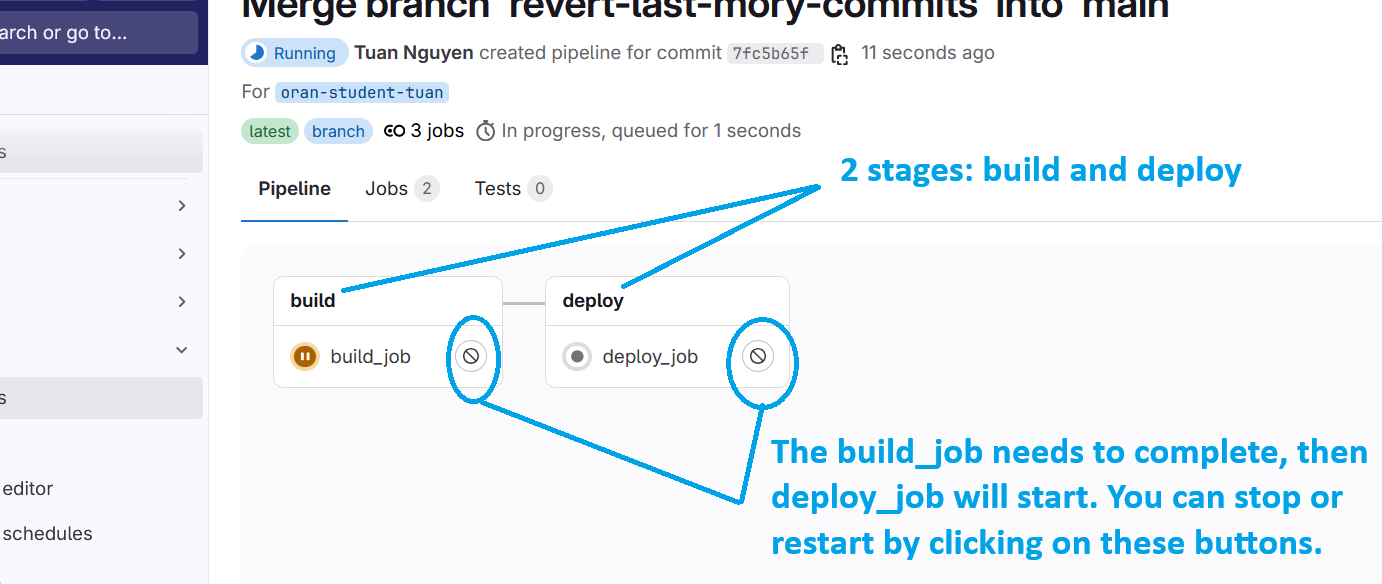 Merge branch 'revert-last-mory-commits' into 'main'
arch or go to...
Running Tuan Nguyen created pipeline for commit 7fc5b65f 11 seconds ago
For oran-student-tuan
latest branch 3 jobs In progress, queued for 1 seconds
s
2 stages: build and deploy
Pipeline Jobs 2 Tests 0
build deploy
build_job deploy_job
s
The build_job needs to complete, then
deploy_job will start. You can stop or
restart by clicking on these buttons.
editor
schedules